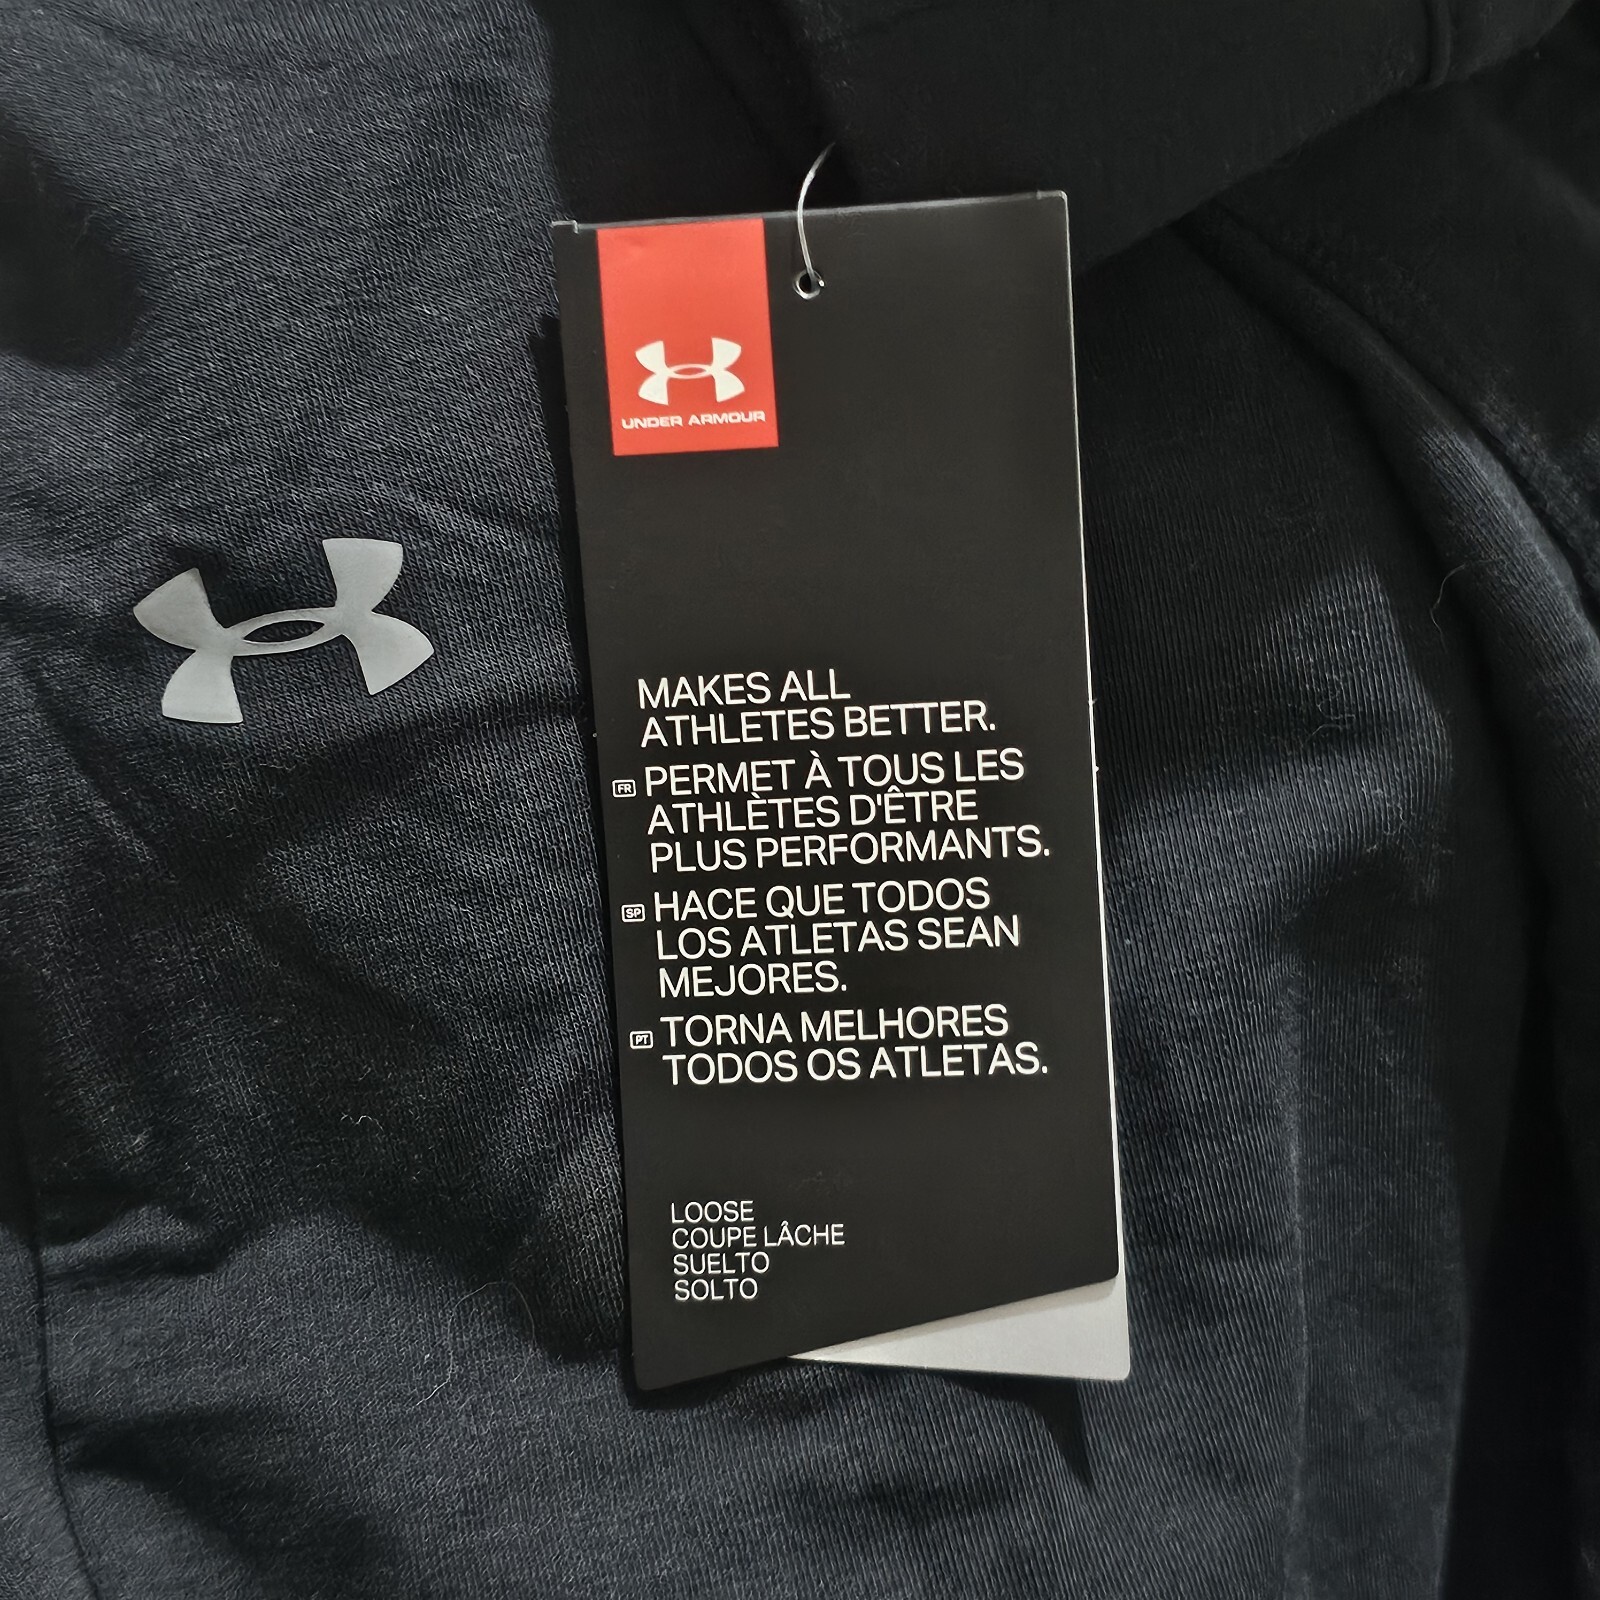 UNDER ARMOUR
MAKES ALL
ATHLETES BETTER.
FR PERMET À TOUS LES
ATHLÈTES D'ÊTRE
PLUS PERFORMANTS.
SP HACE QUE TODOS
LOS ATLETAS SEAN
MEJORES.
PT TORNA MELHORES
TODOS OS ATLETAS.
LOOSE
COUPE LÂCHE
SUELTO
SOLTO